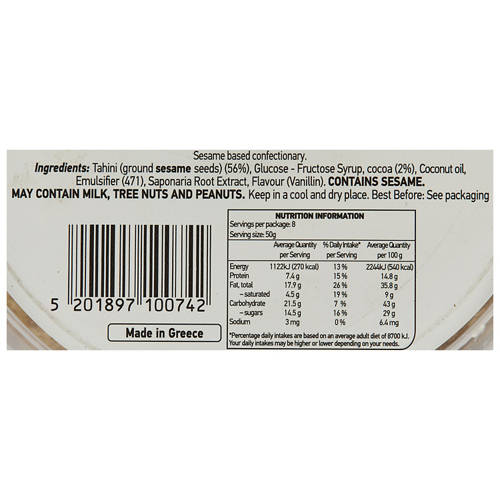 Sesame based confectionary.
Ingredients: Tahini (ground sesame seeds) (56%), Glucose - Fructose Syrup, cocoa (2%), Coconut oil,
Emulsifier (471), Saponaria Root Extract, Flavour (Vanillin). CONTAINS SESAME.
MAY CONTAIN MILK, TREE NUTS AND PEANUTS. Keep in a cool and dry place. Best Before: See packaging
NUTRITION INFORMATION
Servings per package: 8
Serving size: 50g
Average Quantity % Daily Intake* Average Quantity
per Serving per Serving per 100 g
Energy 1122kJ (270 kcal) 13 % 2244kJ (540 kcal)
Protein 7.4 g 15 % 14.8 g
Fat, total 17.9 g 26 % 35.8 g
- saturated 4.5 g 19 % 9 g
Carbohydrate 21.5 g 7 % 43 g
- sugars 14.5 g 16 % 29 g
Sodium 3 mg 0 % 6.4 mg
*Percentage daily intakes are based on an average adult diet of 8700 kJ.
Your daily intakes may be higher or lower depending on your needs.
5 201897 100742
Made in Greece